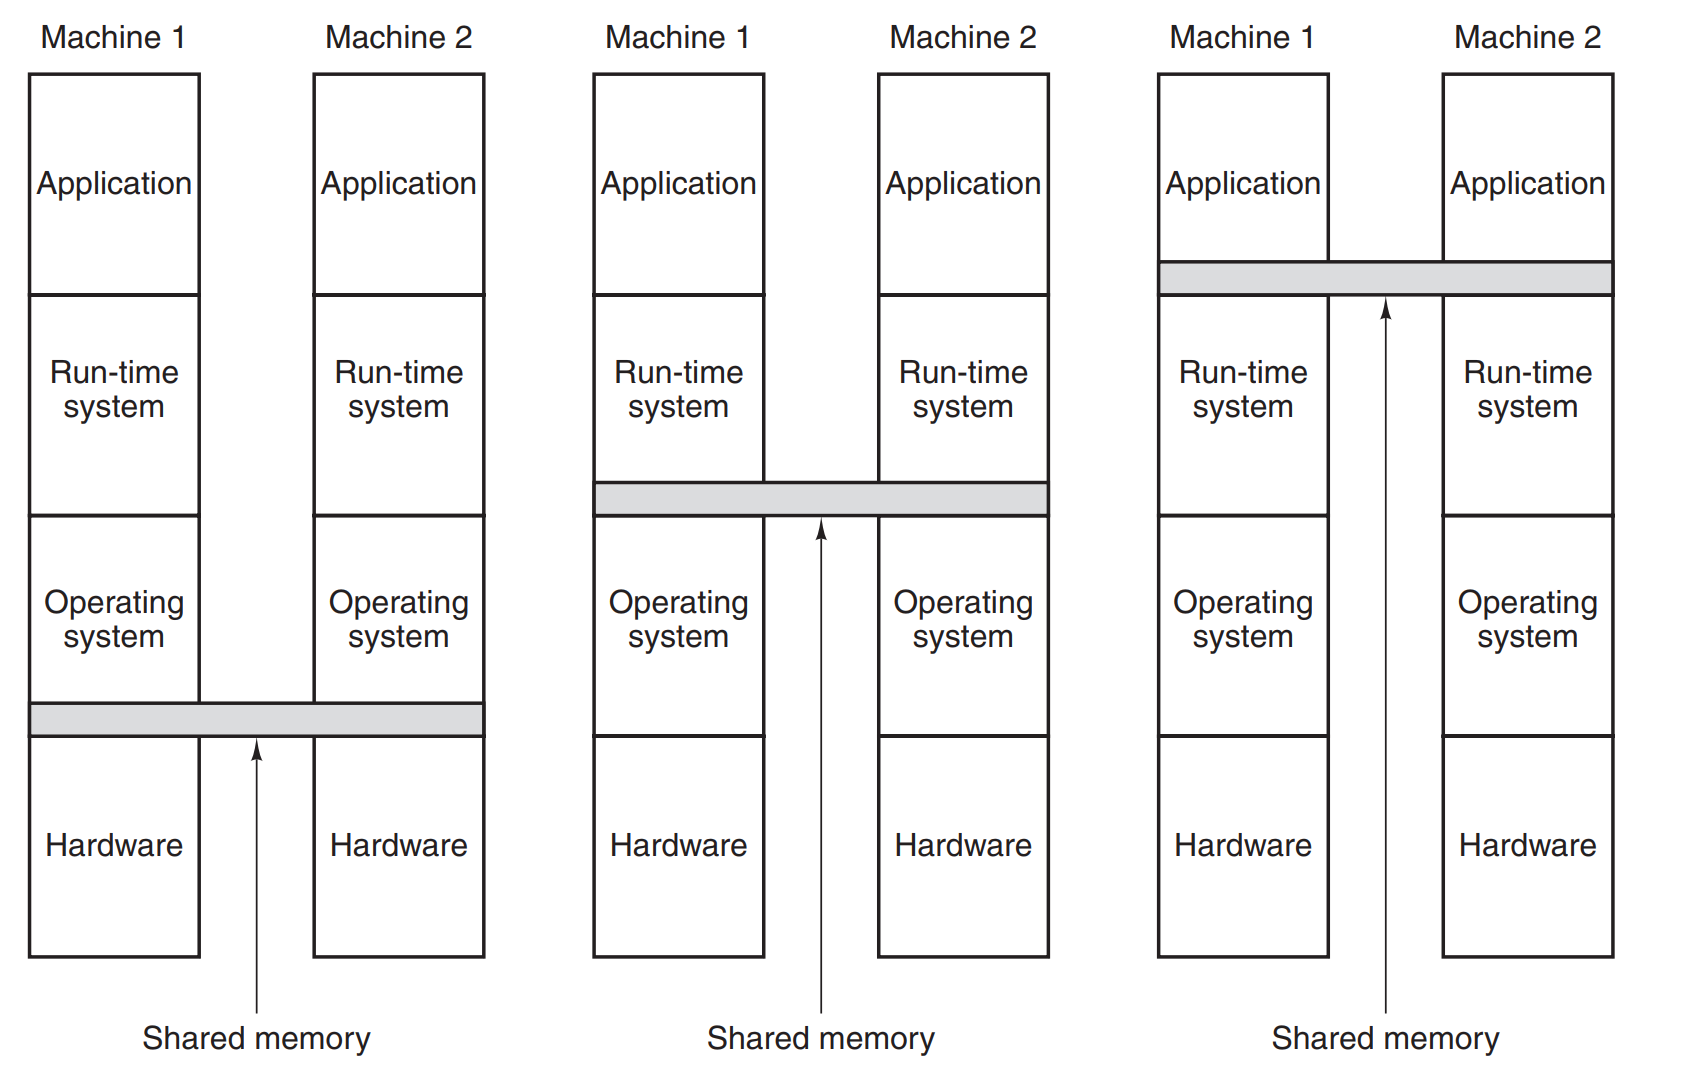 Machine 1
Machine 2
Machine 1
Machine 2
Machine 1
Machine 2
Application
Application
Application
Application
Application
Application
Run-time
system
Run-time
system
Run-time
system
Run-time
system
Run-time
system
Run-time
system
Operating
system
Operating
system
Operating
system
Operating
system
Operating
system
Operating
system
Hardware
Hardware
Hardware
Hardware
Hardware
Hardware
Shared memory
Shared memory
Shared memory